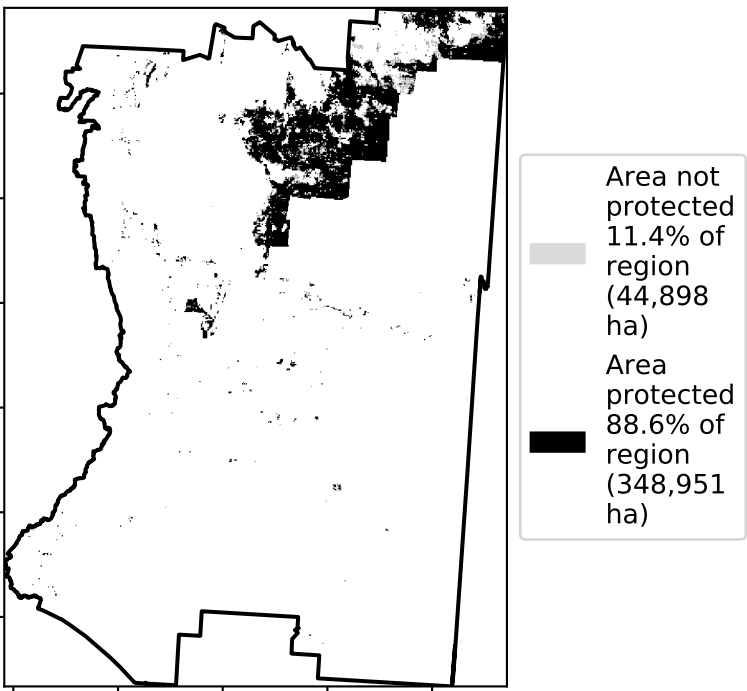 Area not
protected
11.4% of
region
(44,898
ha)
Area
protected
88.6% of
region
(348,951
ha)